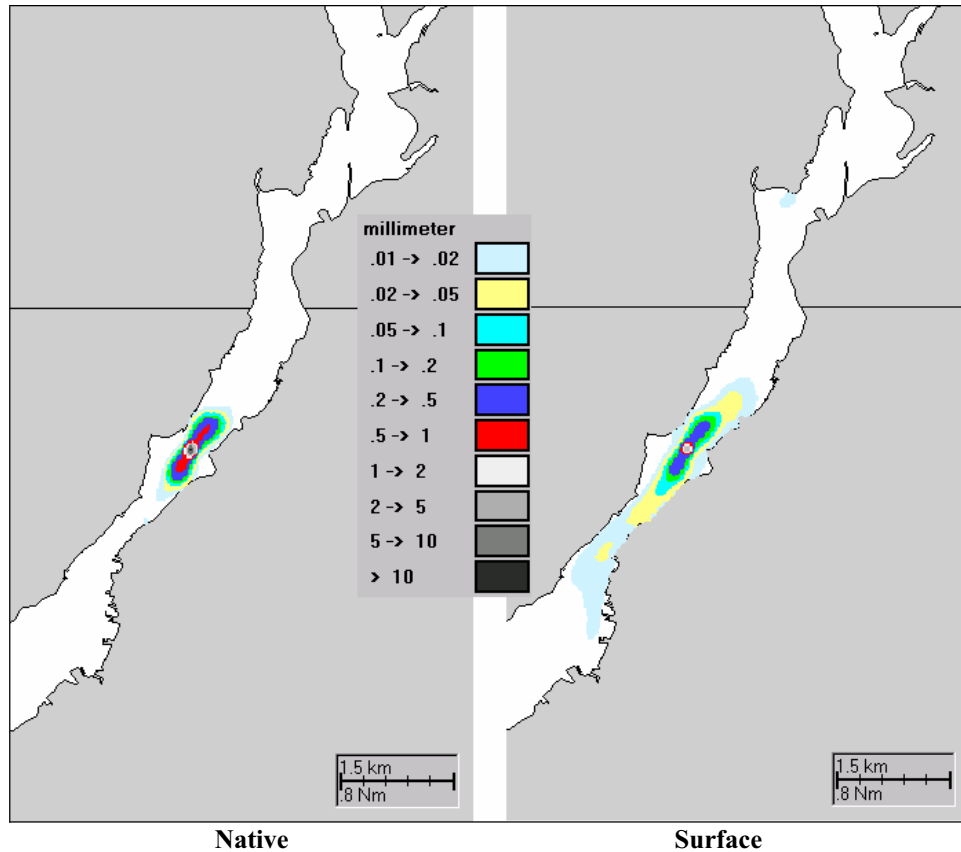 millimeter
.01 -> .02
.02 -> .05
.05 -> .1
.1 -> .2
.2 -> .5
.5 -> 1
1 -> 2
2 -> 5
5 -> 10
> 10
1.5 km
.8 Nm
1.5 km
.8 Nm
Native
Surface